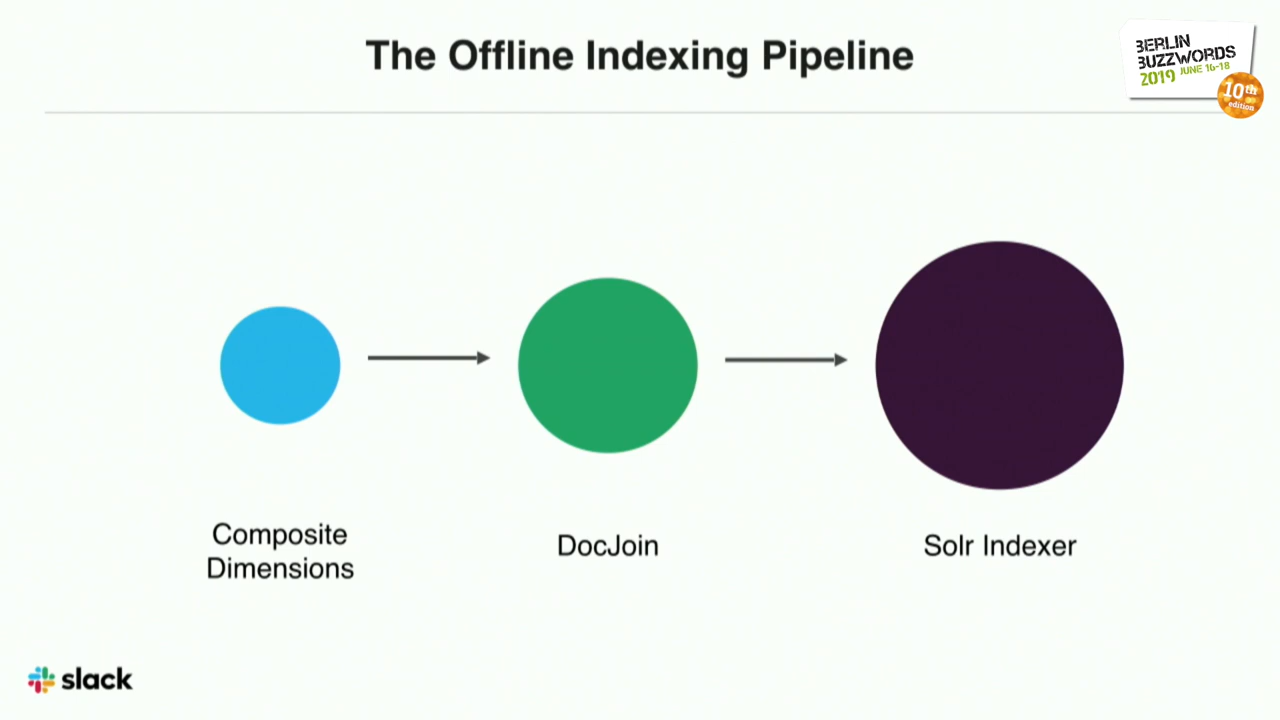 The Offline Indexing Pipeline
BERLIN
BUZZWORDS
2019 JUNE 16-18
10th
edition
Composite
Dimensions
DocJoin
Solr Indexer
slack